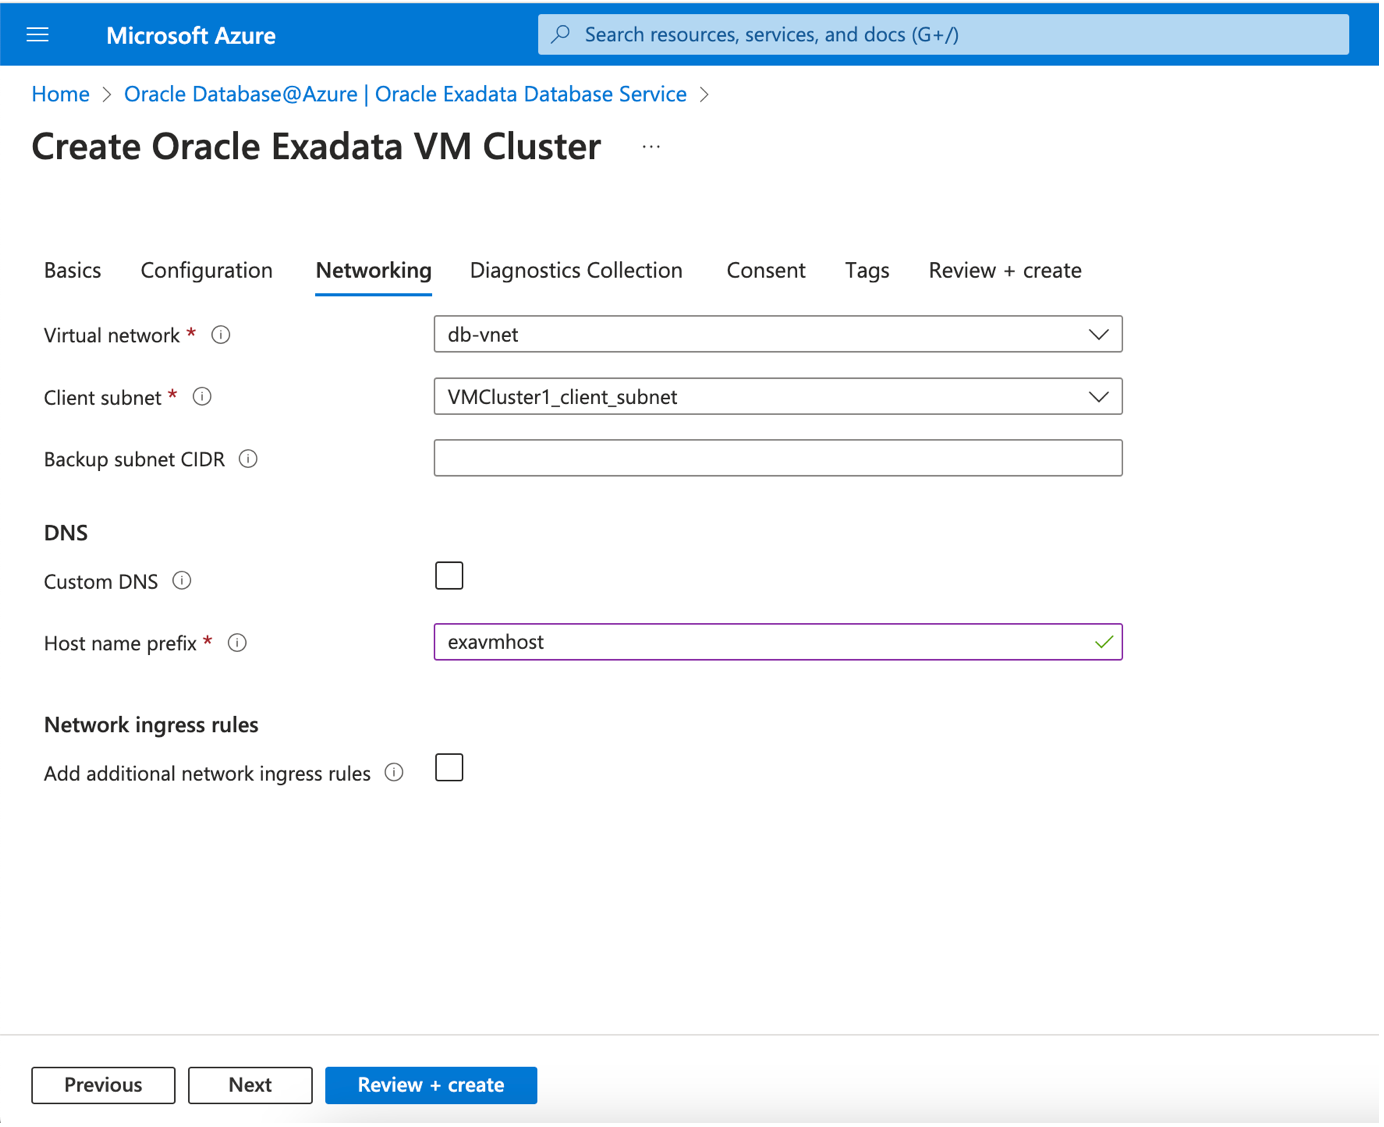 Microsoft Azure
Search resources, services, and docs (G+/)
Home > Oracle Database@Azure | Oracle Exadata Database Service >
Create Oracle Exadata VM Cluster ...
Basics Configuration Networking Diagnostics Collection Consent Tags Review + create
Virtual network *
db-vnet
Client subnet *
VMCluster1_client_subnet
Backup subnet CIDR
DNS
Custom DNS
Host name prefix *
exavmhost
Network ingress rules
Add additional network ingress rules
Previous Next Review + create